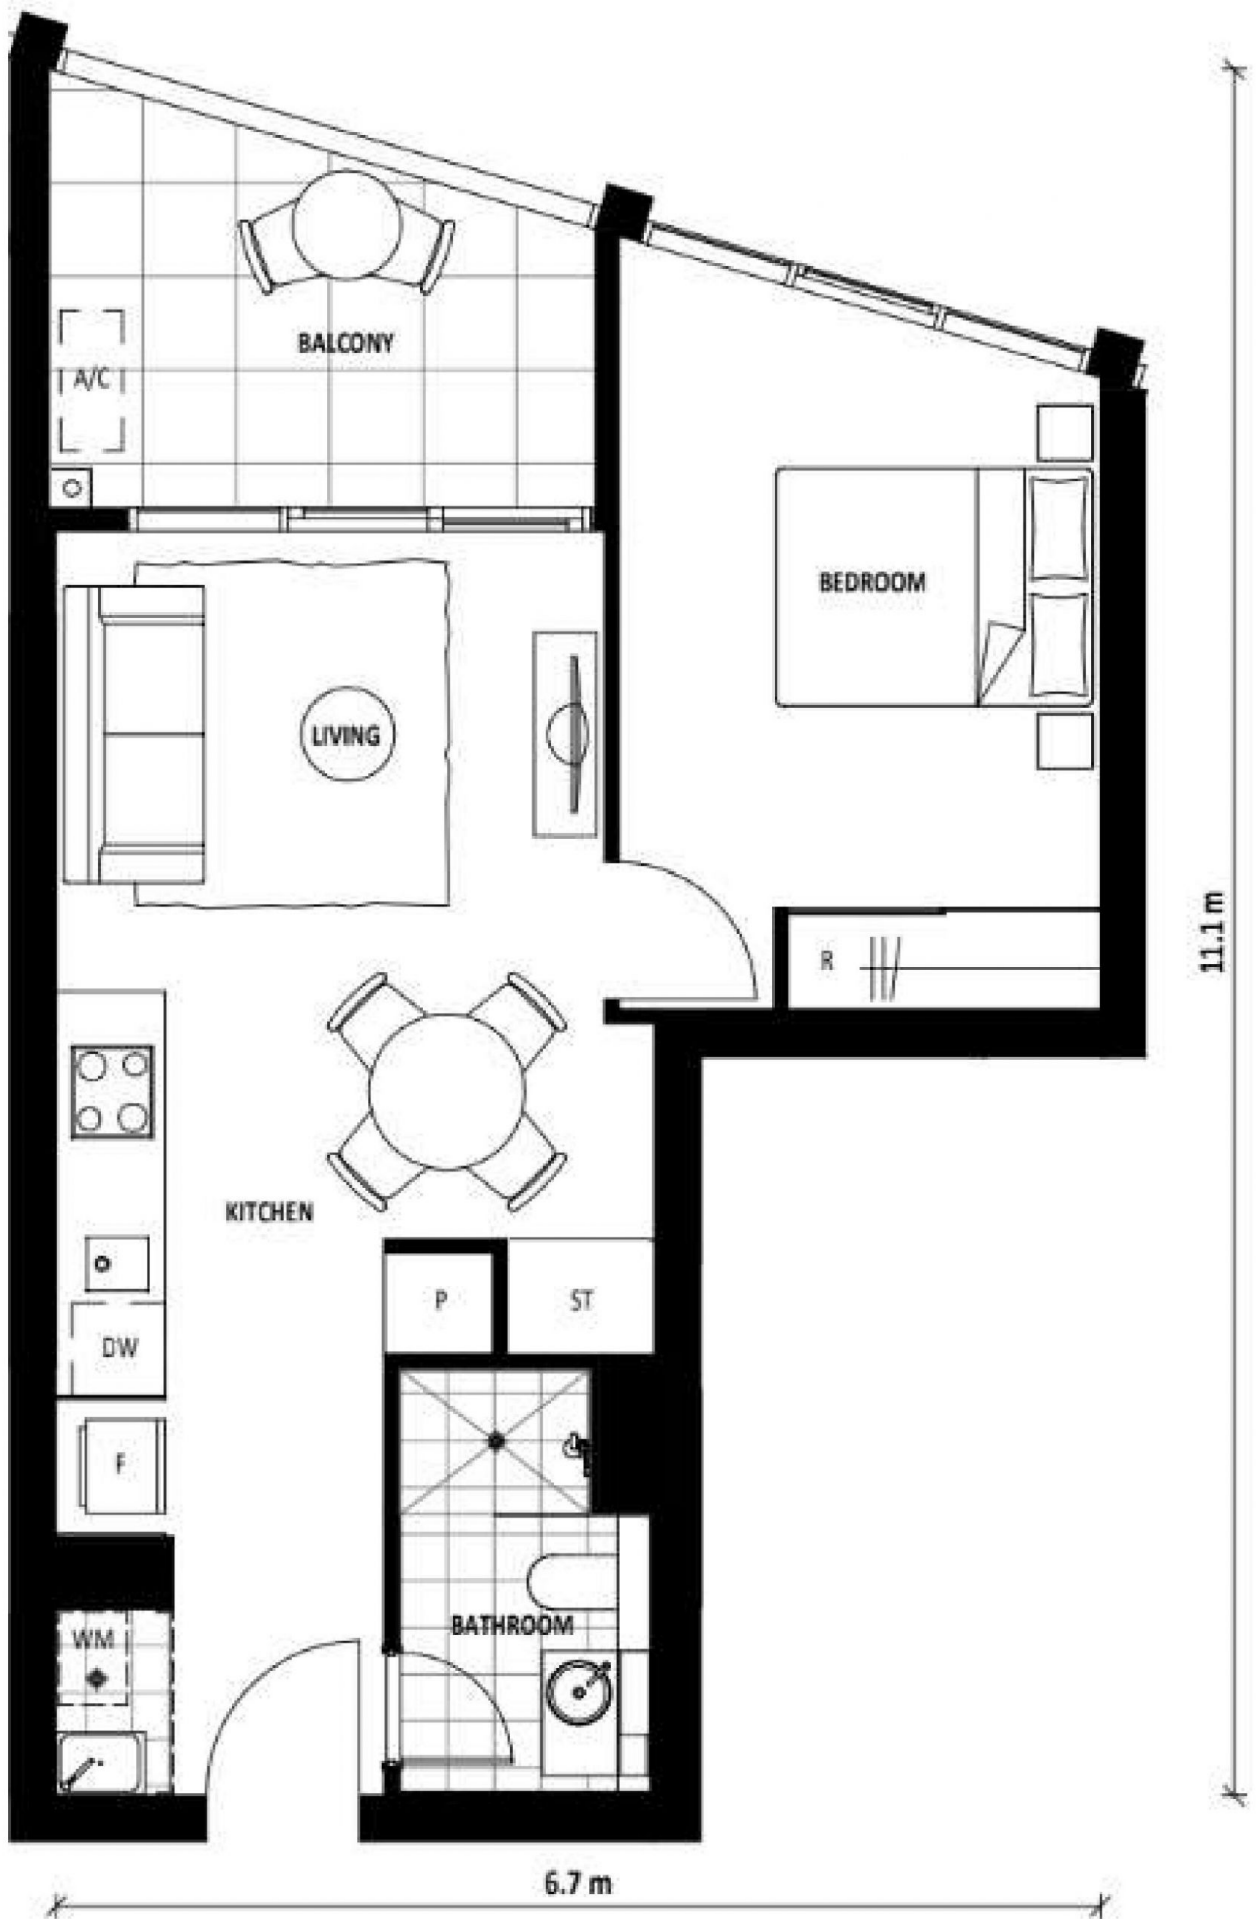 BALCONY
A/C
BEDROOM
LIVING
11.1 m
R
KITCHEN
P
ST
DW
F
BATHROOM
WM
6.7 m